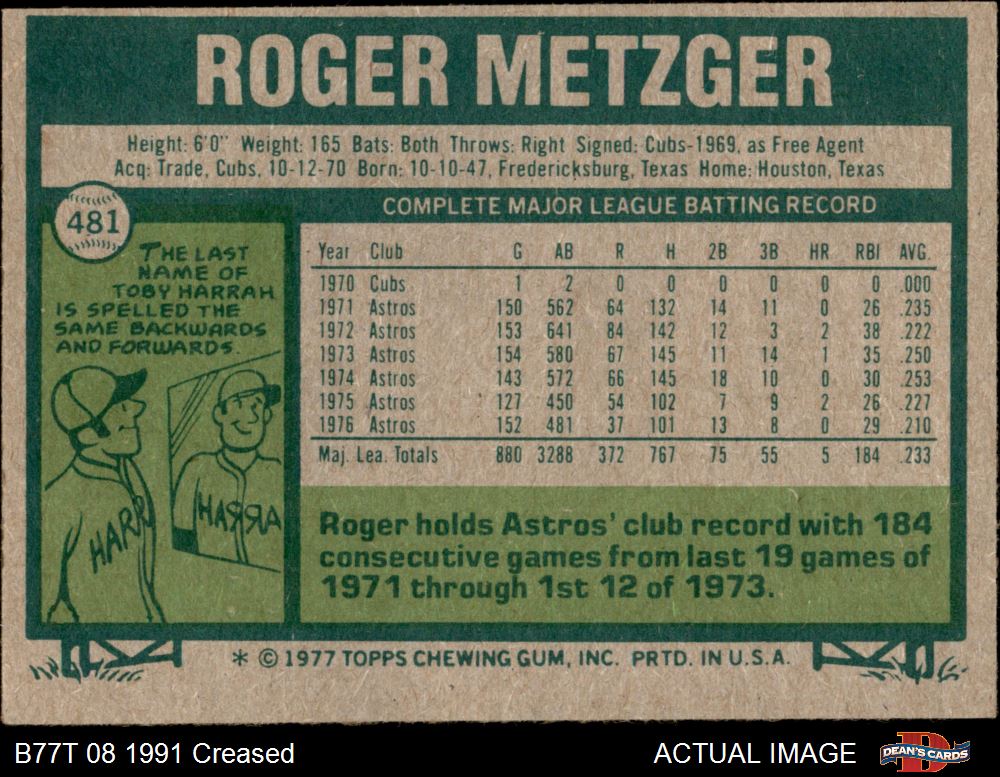 ROGER METZGER
Height: 6'0" Weight: 165 Bats: Both Throws: Right Signed: Cubs-1969, as Free Agent
Acq: Trade, Cubs, 10-12-70 Born: 10-10-47, Fredericksburg, Texas Home: Houston, Texas
481
THE LAST
NAME OF
TOBY HARRAH
IS SPELLED THE
SAME BACKWARDS
AND FORWARDS.
HARR
HARRA
COMPLETE MAJOR LEAGUE BATTING RECORD
Year Club G AB R H 2B 3B HR RBI AVG.
1970 Cubs 1 2 0 0 0 0 0 0 .000
1971 Astros 150 562 64 132 14 11 0 26 .235
1972 Astros 153 641 84 142 12 3 2 38 .222
1973 Astros 154 580 67 145 11 14 1 35 .250
1974 Astros 143 572 66 145 18 10 0 30 .253
1975 Astros 127 450 54 102 7 9 2 26 .227
1976 Astros 152 481 37 101 13 8 0 29 .210
Maj. Lea. Totals 880 3288 372 767 75 55 5 184 .233
Roger holds Astros' club record with 184
consecutive games from last 19 games of
1971 through 1st 12 of 1973.
* © 1977 TOPPS CHEWING GUM, INC. PRTD. IN U.S.A.
B77T 08 1991 Creased
ACTUAL IMAGE
D
DEAN'S CARDS